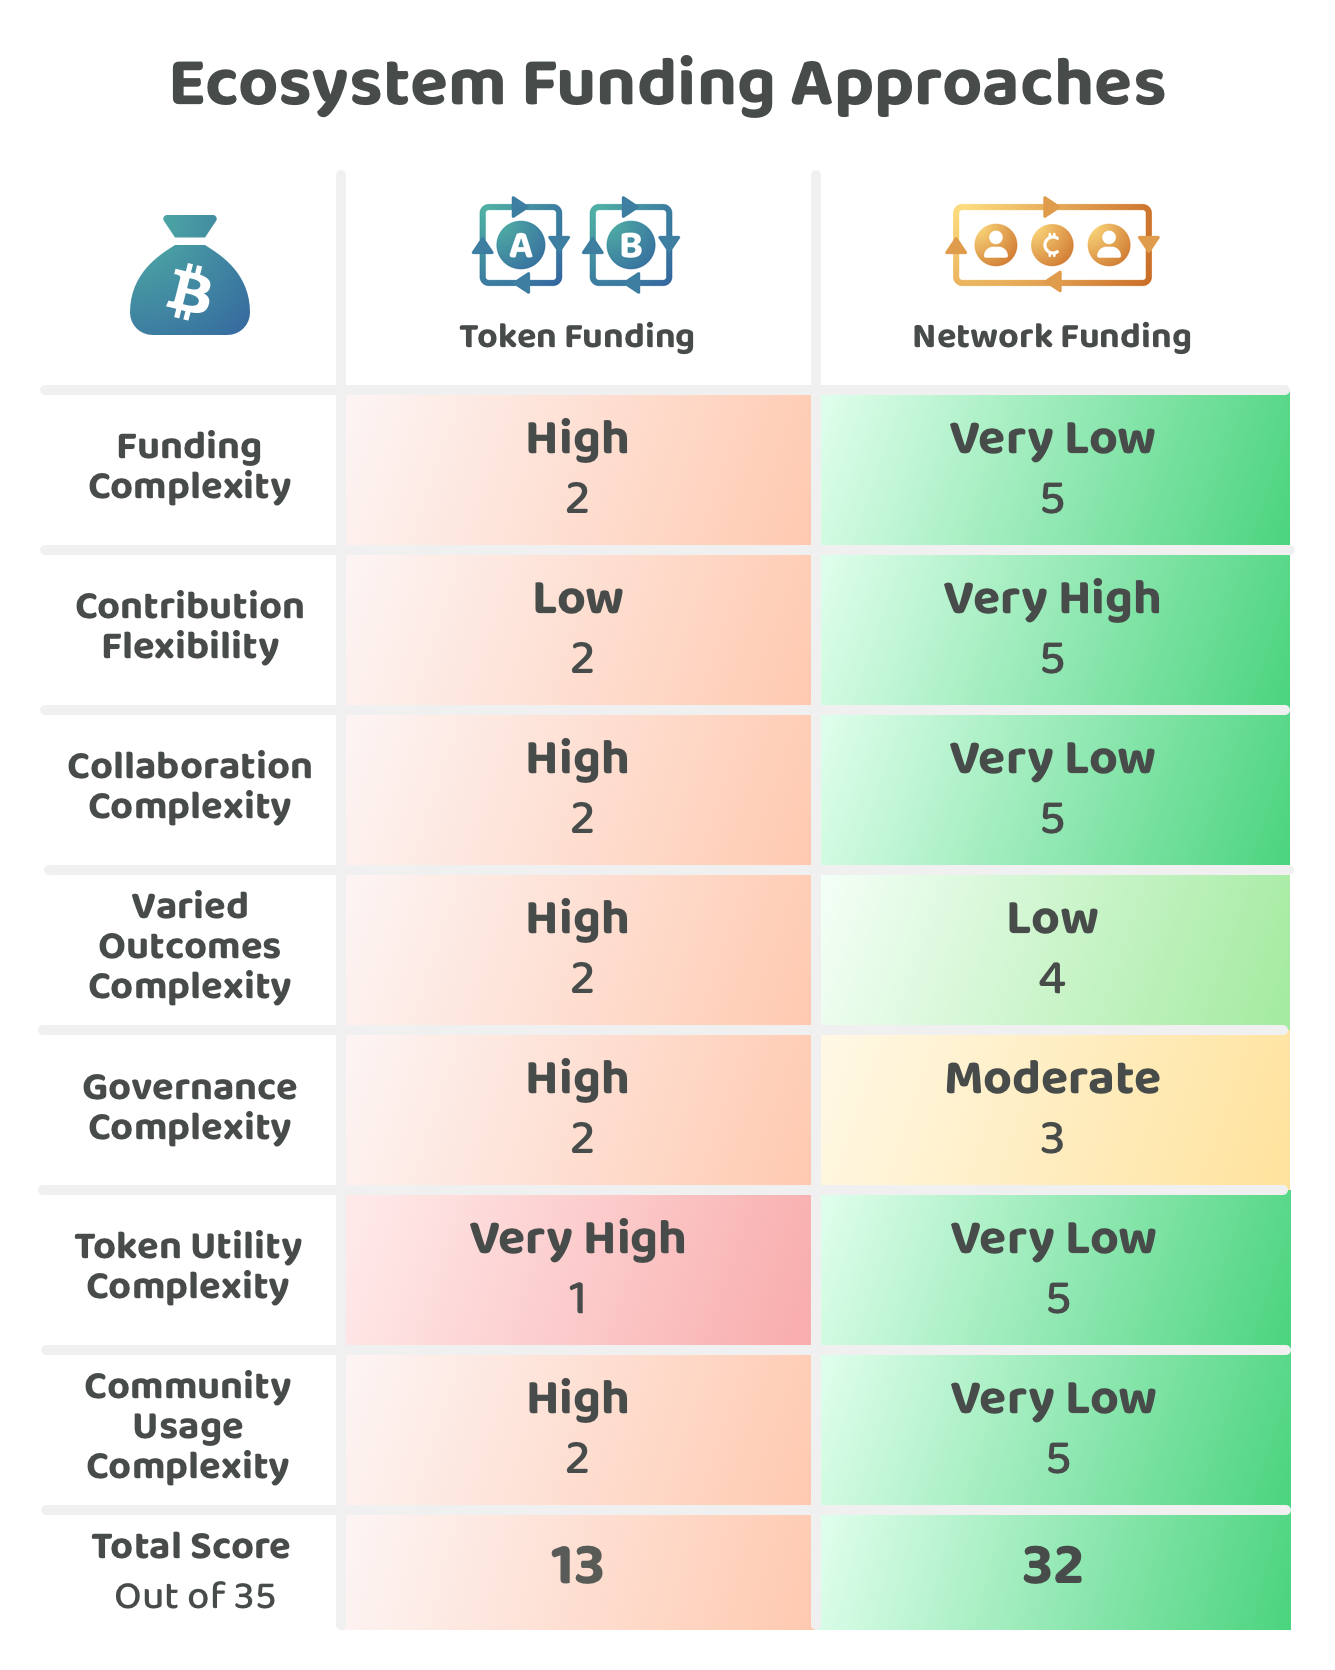 Ecosystem Funding Approaches
A B
Token Funding
Network Funding
Funding
Complexity
High
2
Very Low
5
Contribution
Flexibility
Low
2
Very High
5
Collaboration
Complexity
High
2
Very Low
5
Varied
Outcomes
Complexity
High
2
Low
4
Governance
Complexity
High
2
Moderate
3
Token Utility
Complexity
Very High
1
Very Low
5
Community
Usage
Complexity
High
2
Very Low
5
Total Score
Out of 35
13
32